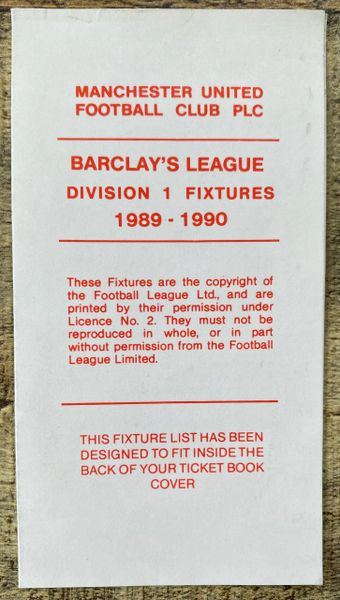 MANCHESTER UNITED
FOOTBALL CLUB PLC
BARCLAY'S LEAGUE
DIVISION 1 FIXTURES
1989 - 1990
These Fixtures are the copyright of
the Football League Ltd., and are
printed by their permission under
Licence No. 2. They must not be
reproduced in whole, or in part
without permission from the Football
League Limited.
THIS FIXTURE LIST HAS BEEN
DESIGNED TO FIT INSIDE THE
BACK OF YOUR TICKET BOOK
COVER